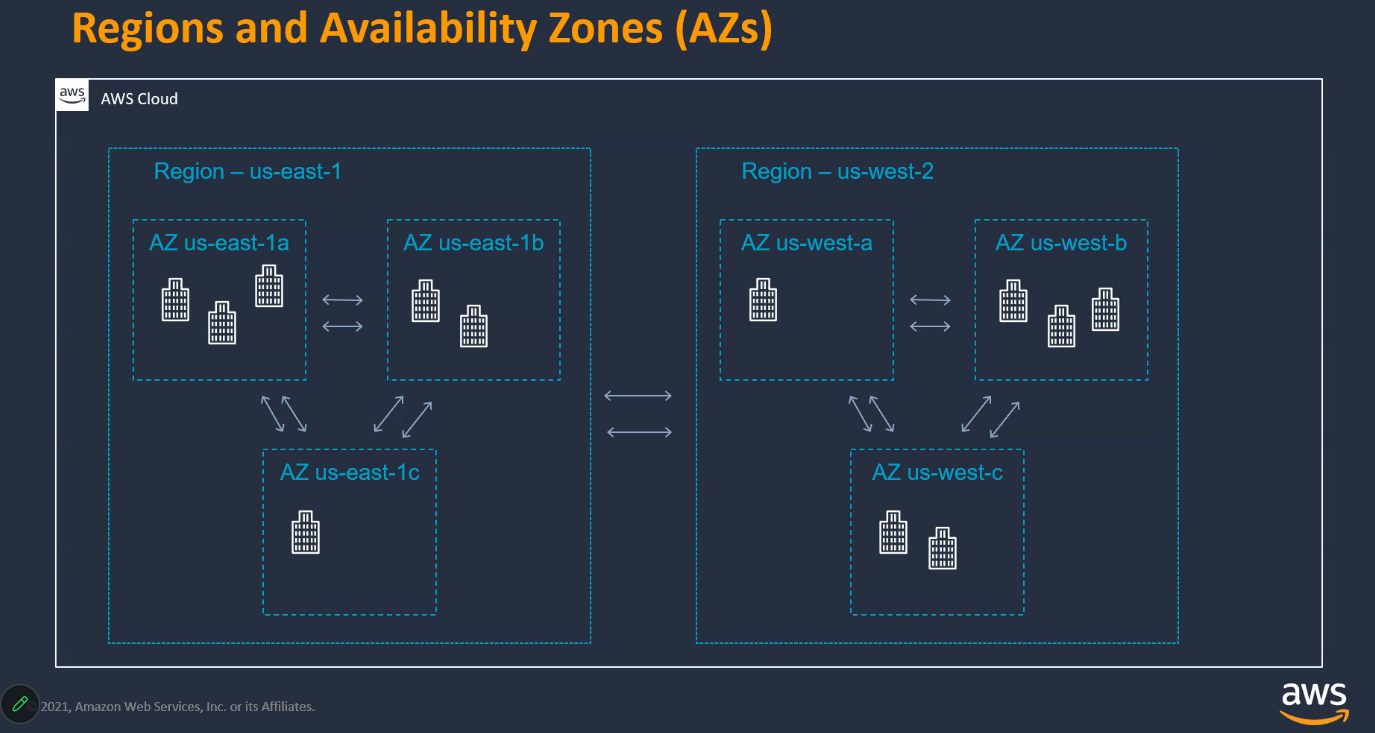 Regions and Availability Zones (AZs)
aws
AWS Cloud
Region – us-east-1
Region – us-west-2
AZ us-east-1a
AZ us-east-1b
AZ us-west-a
AZ us-west-b
AZ us-east-1c
AZ us-west-c
© 2021, Amazon Web Services, Inc. or its Affiliates.
aws